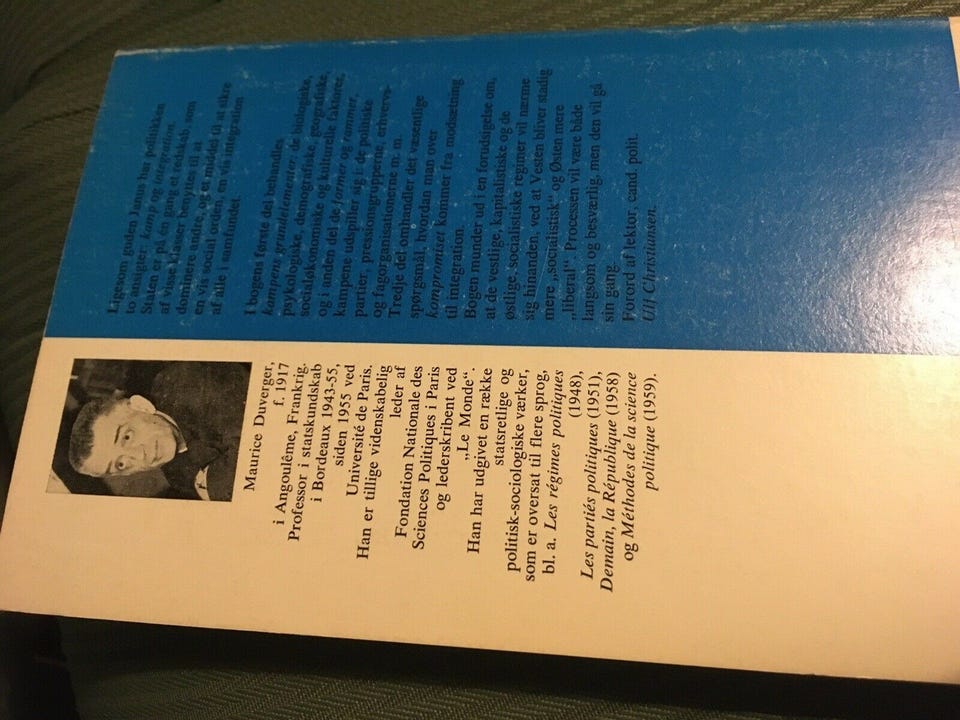 Maurice Duverger,
f. 1917
i Angoulême, Frankrig.
Professor i statskundskab
i Bordeaux 1943-55,
siden 1955 ved
Université de Paris.
Han er tillige videnskabelig
leder af
Fondation Nationale des
Sciences Politiques i Paris
og lederskribent ved
„Le Monde“.
Han har udgivet en række
statsretlige og
politisk-sociologiske værker,
som er oversat til flere sprog,
bl. a. Les régimes politiques
(1948),
Les partiés politiques (1951),
Demain, la République (1958)
og Méthodes de la science
politique (1959).
Ligesom guden Janus har politikken
to ansigter kamp og integration.
Staten er på én gang et redskab, som
af visse klasser benyttes til at
dominere andre, og et middel til at sikre
en vis social orden, en vis integration
af alle i samfundet.
I bogens første del behandles
kampens grundelementer, de biologiske,
psykologiske, demografiske, geografiske,
socialøkonomiske og kulturelle faktorer,
og i anden del de former og rammer,
kampene udspiller sig i: de politiske
partier, pressionsgrupperne, erhvervs-
og fagorganisationerne m. m.
Tredje del omhandler det væsentlige
spørgsmål, hvordan man over
kompromiset kommer fra modsætning
til integration.
Bogen munder ud i en forudsigelse om,
at de vestlige, kapitalistiske og de
østlige, socialistiske regimer vil nærme
sig hinanden, ved at Vesten bliver stadig
mere „socialistisk“ og Østen mere
„liberal“. Processen vil være både
langsom og besværlig, men den vil gå
sin gang.
Forord af lektor, cand. polit.
Ulf Christiansen.